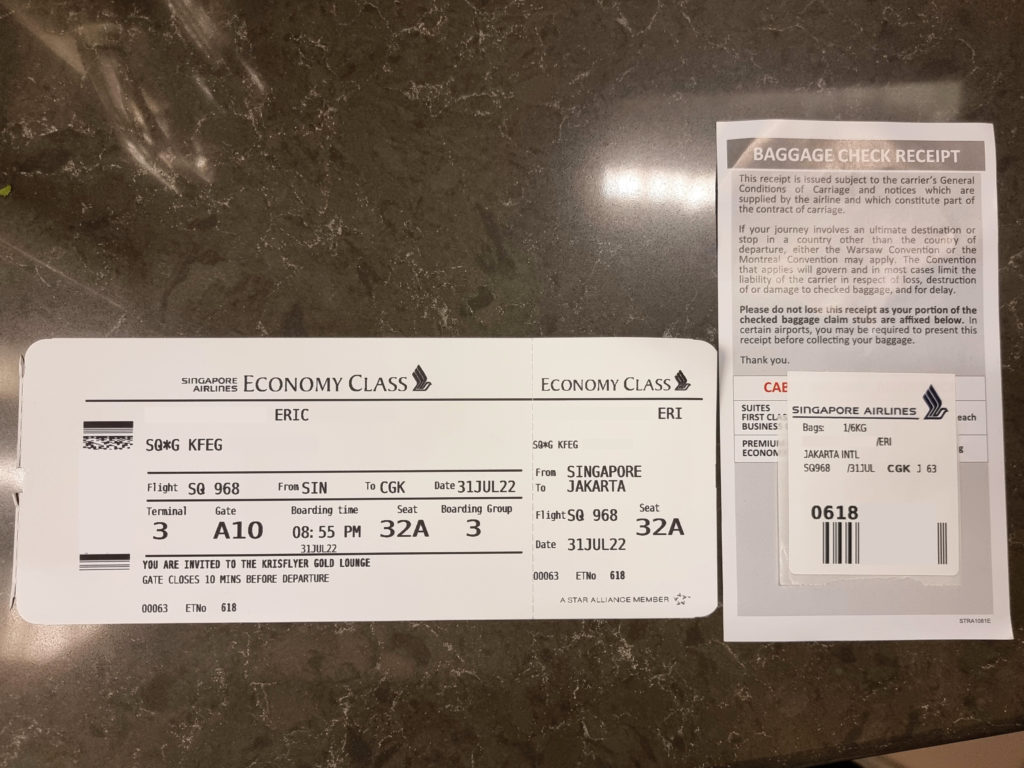 SINGAPORE AIRLINES ECONOMY CLASS
ERIC
SQ*G KFEG
Flight SQ 968 From SIN To CGK Date 31JUL22
Terminal Gate Boarding time Seat Boarding Group
3 A10 08:55 PM 32A 3
31JUL22
YOU ARE INVITED TO THE KRISFLYER GOLD LOUNGE
GATE CLOSES 10 MINS BEFORE DEPARTURE
00063 ETNo 618
ECONOMY CLASS
ERI
SQ*G KFEG
From SINGAPORE
To JAKARTA
Flight SQ 968 Seat
32A
Date 31JUL22
00063 ETNo 618
A STAR ALLIANCE MEMBER
BAGGAGE CHECK RECEIPT
This receipt is issued subject to the carrier's General
Conditions of Carriage and notices which are
supplied by the airline and which constitute part of
the contract of carriage.
If your journey involves an ultimate destination or
stop in a country other than the country of
departure, either the Warsaw Convention or the
Montreal Convention may apply. The Convention
that applies will govern and in most cases limit the
liability of the carrier in respect of loss, destruction
of or damage to checked baggage, and for delay.
Please do not lose this receipt as your portion of the
checked baggage claim stubs are affixed below. In
certain airports, you may be required to present this
receipt before collecting your baggage.
Thank you.
CAB
SUITES
FIRST CLAS
BUSINESS
each
PREMIU
ECONOM
g
SINGAPORE AIRLINES
Bags: 1/6KG
/ERI
JAKARTA INTL
SQ968 /31JUL CGK J 63
0618
STRA1081E